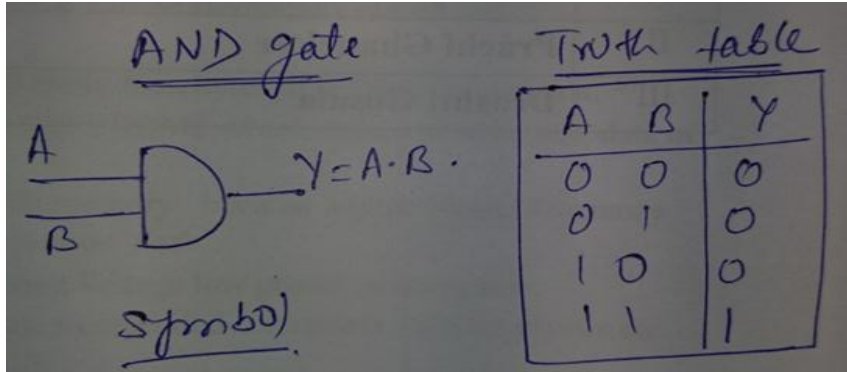 AND gate
A
B
Y = A·B.
Symbol
Truth table
A B Y
0 0 0
0 1 0
1 0 0
1 1 1